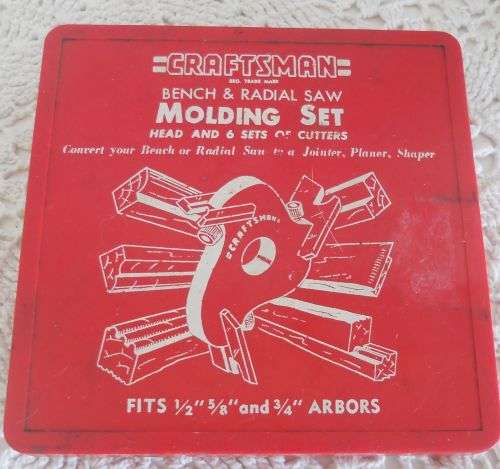 CRAFTSMAN
REG. TRADE MARK
BENCH & RADIAL SAW
MOLDING SET
HEAD AND 6 SETS OF CUTTERS
Convert your Bench or Radial Saw to a Jointer, Planer, Shaper
CRAFTSMAN
FITS 1/2" 5/8" and 3/4" ARBORS